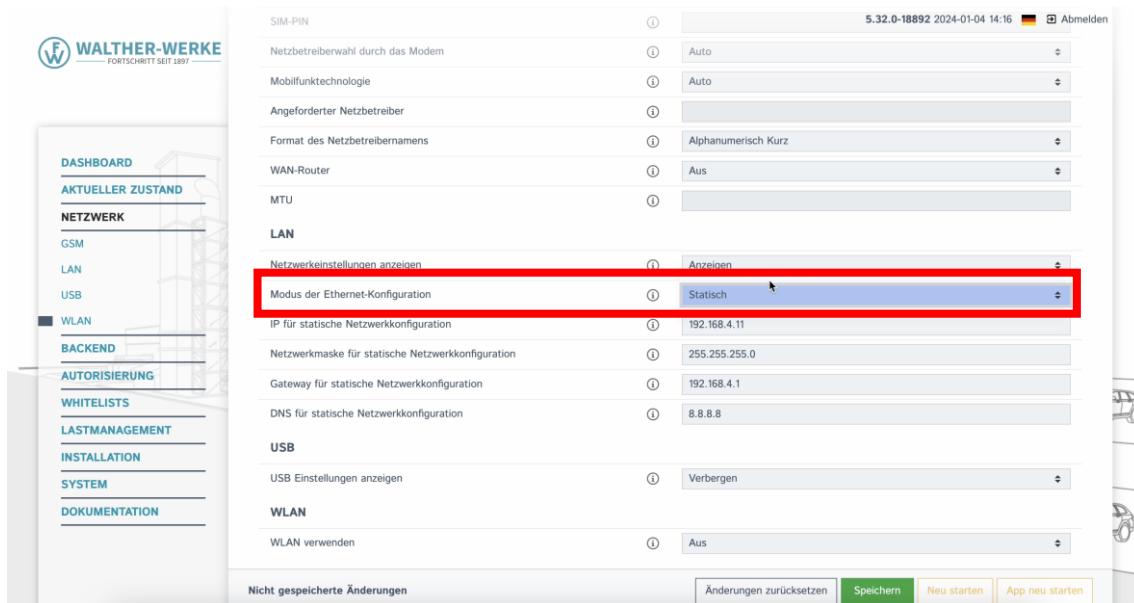 SIM-PIN
5.32.0-18892 2024-01-04 14:16 Abmelden
WALTHER-WERKE
FORTSCHRITT SEIT 1897
DASHBOARD
AKTUELLER ZUSTAND
NETZWERK
GSM
LAN
USB
WLAN
BACKEND
AUTORISIERUNG
WHITELISTS
LASTMANAGEMENT
INSTALLATION
SYSTEM
DOKUMENTATION
Netzbetreiberwahl durch das Modem Auto
Mobilfunktechnologie Auto
Angeforderter Netzbetreiber
Format des Netzbetreibernamens Alphanumerisch Kurz
WAN-Router Aus
MTU
LAN
Netzwerkeinstellungen anzeigen Anzeigen
Modus der Ethernet-Konfiguration Statisch
IP für statische Netzwerkkonfiguration 192.168.4.11
Netzwerkmaske für statische Netzwerkkonfiguration 255.255.255.0
Gateway für statische Netzwerkkonfiguration 192.168.4.1
DNS für statische Netzwerkkonfiguration 8.8.8.8
USB
USB Einstellungen anzeigen Verbergen
WLAN
WLAN verwenden Aus
Nicht gespeicherte Änderungen Änderungen zurücksetzen Speichern Neu starten App neu starten